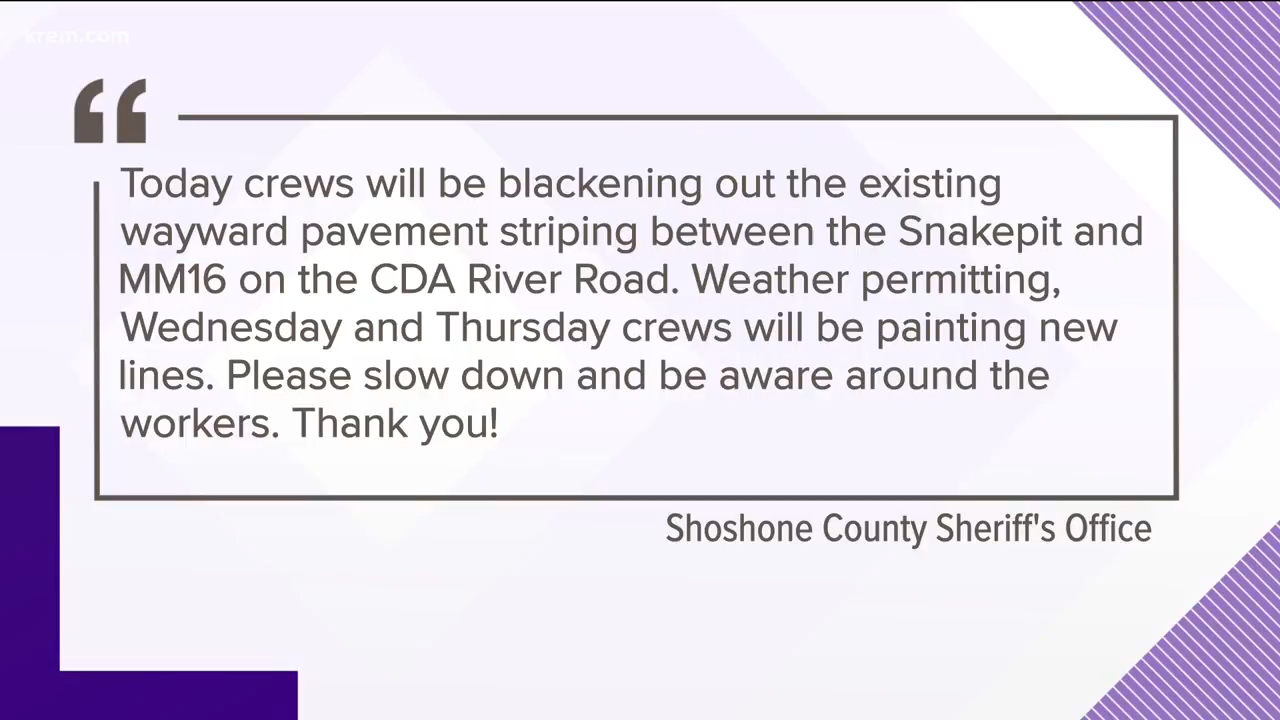 krem.com
“
Today crews will be blackening out the existing
wayward pavement striping between the Snakepit and
MM16 on the CDA River Road. Weather permitting,
Wednesday and Thursday crews will be painting new
lines. Please slow down and be aware around the
workers. Thank you!
Shoshone County Sheriff's Office